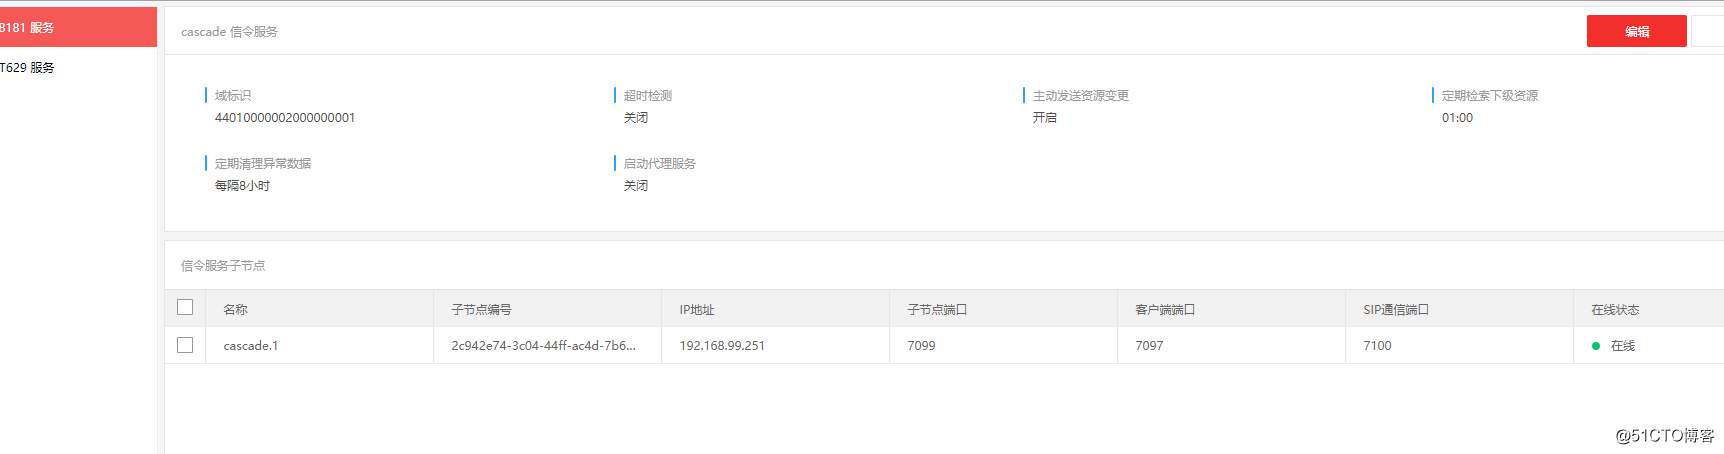 8181 服务
T629 服务
cascade 信令服务
编辑
域标识
超时检测
主动发送资源变更
定期检索下级资源
44010000002000000001
关闭
开启
01:00
定期清理异常数据
启动代理服务
每隔8小时
关闭
信令服务子节点
名称 子节点编号 IP地址 子节点端口 客户端端口 SIP通信端口 在线状态
cascade.1 2c942e74-3c04-44ff-ac4d-7b6... 192.168.99.251 7099 7097 7100 在线
@51CTO博客